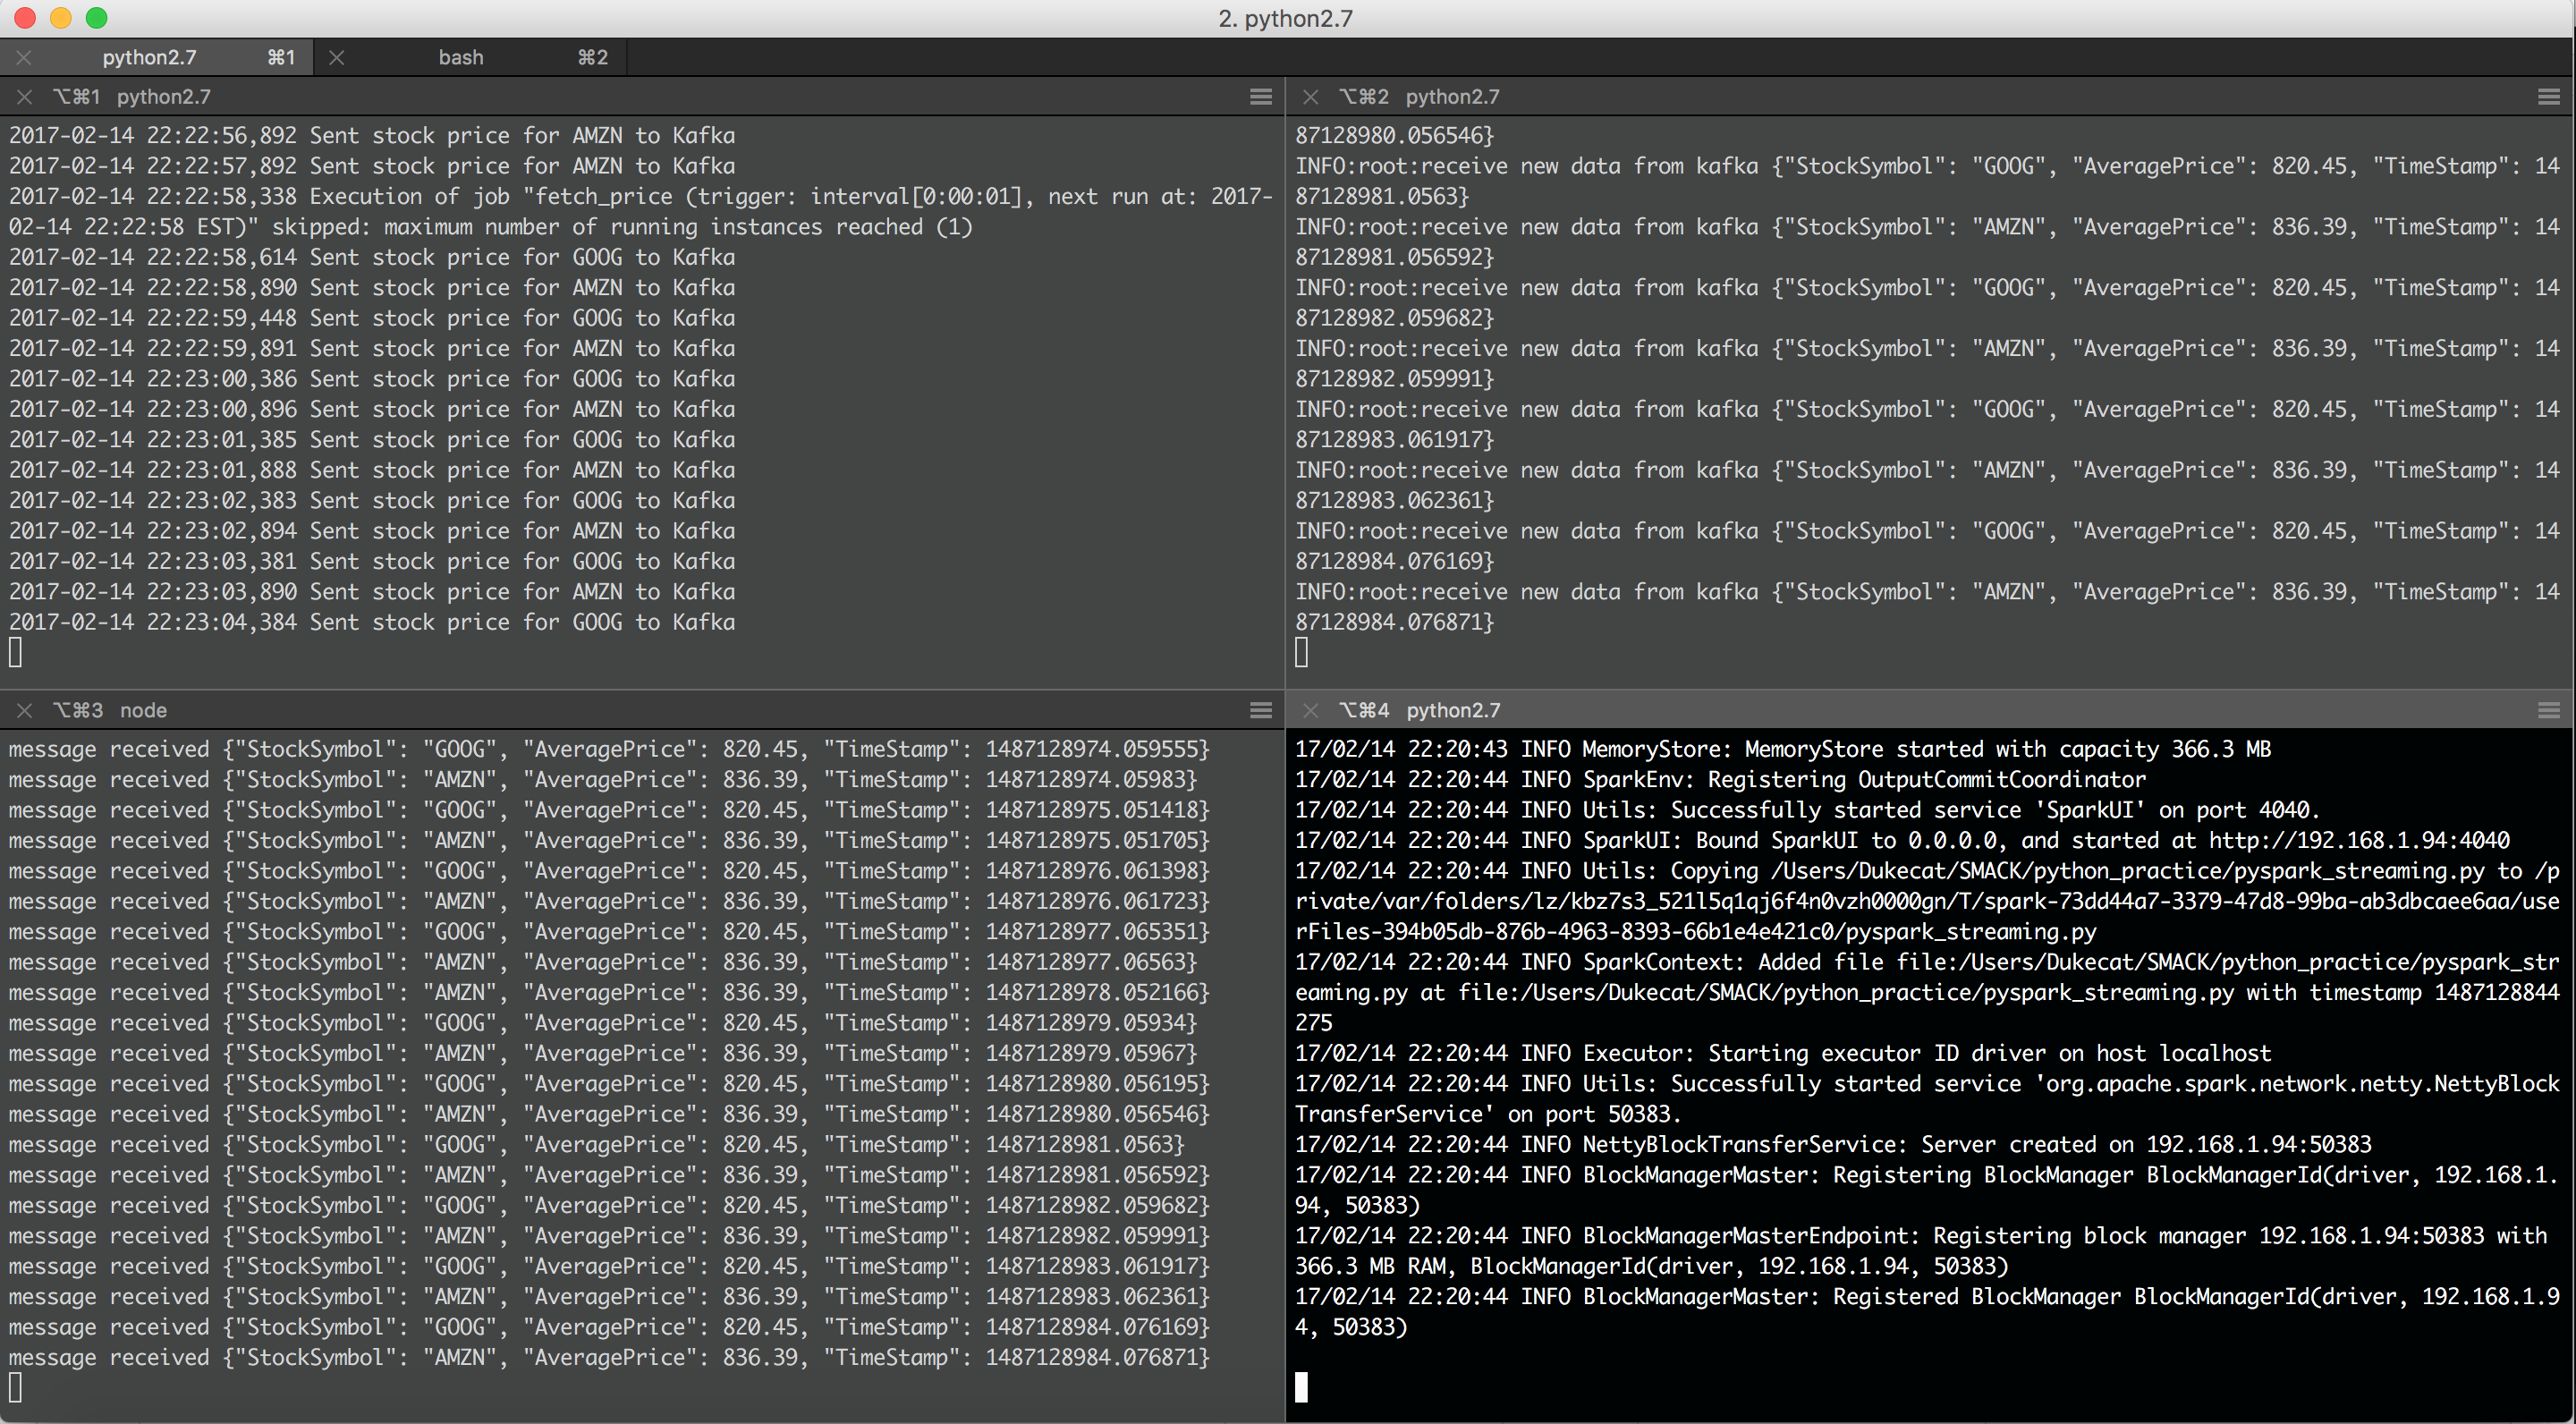 2. python2.7
python2.7 ⌘1 bash ⌘2
⌥⌘1 python2.7
2017-02-14 22:22:56,892 Sent stock price for AMZN to Kafka
2017-02-14 22:22:57,892 Sent stock price for AMZN to Kafka
2017-02-14 22:22:58,338 Execution of job "fetch_price (trigger: interval[0:00:01], next run at: 2017-
02-14 22:22:58 EST)" skipped: maximum number of running instances reached (1)
2017-02-14 22:22:58,614 Sent stock price for GOOG to Kafka
2017-02-14 22:22:58,890 Sent stock price for AMZN to Kafka
2017-02-14 22:22:59,448 Sent stock price for GOOG to Kafka
2017-02-14 22:22:59,891 Sent stock price for AMZN to Kafka
2017-02-14 22:23:00,386 Sent stock price for GOOG to Kafka
2017-02-14 22:23:00,896 Sent stock price for AMZN to Kafka
2017-02-14 22:23:01,385 Sent stock price for GOOG to Kafka
2017-02-14 22:23:01,888 Sent stock price for AMZN to Kafka
2017-02-14 22:23:02,383 Sent stock price for GOOG to Kafka
2017-02-14 22:23:02,894 Sent stock price for AMZN to Kafka
2017-02-14 22:23:03,381 Sent stock price for GOOG to Kafka
2017-02-14 22:23:03,890 Sent stock price for AMZN to Kafka
2017-02-14 22:23:04,384 Sent stock price for GOOG to Kafka
⌥⌘2 python2.7
87128980.056546}
INFO:root:receive new data from kafka {"StockSymbol": "GOOG", "AveragePrice": 820.45, "TimeStamp": 14
87128981.0563}
INFO:root:receive new data from kafka {"StockSymbol": "AMZN", "AveragePrice": 836.39, "TimeStamp": 14
87128981.056592}
INFO:root:receive new data from kafka {"StockSymbol": "GOOG", "AveragePrice": 820.45, "TimeStamp": 14
87128982.059682}
INFO:root:receive new data from kafka {"StockSymbol": "AMZN", "AveragePrice": 836.39, "TimeStamp": 14
87128982.059991}
INFO:root:receive new data from kafka {"StockSymbol": "GOOG", "AveragePrice": 820.45, "TimeStamp": 14
87128983.061917}
INFO:root:receive new data from kafka {"StockSymbol": "AMZN", "AveragePrice": 836.39, "TimeStamp": 14
87128983.062361}
INFO:root:receive new data from kafka {"StockSymbol": "GOOG", "AveragePrice": 820.45, "TimeStamp": 14
87128984.076169}
INFO:root:receive new data from kafka {"StockSymbol": "AMZN", "AveragePrice": 836.39, "TimeStamp": 14
87128984.076871}
⌥⌘3 node
message received {"StockSymbol": "GOOG", "AveragePrice": 820.45, "TimeStamp": 1487128974.059555}
message received {"StockSymbol": "AMZN", "AveragePrice": 836.39, "TimeStamp": 1487128974.05983}
message received {"StockSymbol": "GOOG", "AveragePrice": 820.45, "TimeStamp": 1487128975.051418}
message received {"StockSymbol": "AMZN", "AveragePrice": 836.39, "TimeStamp": 1487128975.051705}
message received {"StockSymbol": "GOOG", "AveragePrice": 820.45, "TimeStamp": 1487128976.061398}
message received {"StockSymbol": "AMZN", "AveragePrice": 836.39, "TimeStamp": 1487128976.061723}
message received {"StockSymbol": "GOOG", "AveragePrice": 820.45, "TimeStamp": 1487128977.065351}
message received {"StockSymbol": "AMZN", "AveragePrice": 836.39, "TimeStamp": 1487128977.06563}
message received {"StockSymbol": "AMZN", "AveragePrice": 836.39, "TimeStamp": 1487128978.052166}
message received {"StockSymbol": "GOOG", "AveragePrice": 820.45, "TimeStamp": 1487128979.05934}
message received {"StockSymbol": "AMZN", "AveragePrice": 836.39, "TimeStamp": 1487128979.05967}
message received {"StockSymbol": "GOOG", "AveragePrice": 820.45, "TimeStamp": 1487128980.056195}
message received {"StockSymbol": "AMZN", "AveragePrice": 836.39, "TimeStamp": 1487128980.056546}
message received {"StockSymbol": "GOOG", "AveragePrice": 820.45, "TimeStamp": 1487128981.0563}
message received {"StockSymbol": "AMZN", "AveragePrice": 836.39, "TimeStamp": 1487128981.056592}
message received {"StockSymbol": "GOOG", "AveragePrice": 820.45, "TimeStamp": 1487128982.059682}
message received {"StockSymbol": "AMZN", "AveragePrice": 836.39, "TimeStamp": 1487128982.059991}
message received {"StockSymbol": "GOOG", "AveragePrice": 820.45, "TimeStamp": 1487128983.061917}
message received {"StockSymbol": "AMZN", "AveragePrice": 836.39, "TimeStamp": 1487128983.062361}
message received {"StockSymbol": "GOOG", "AveragePrice": 820.45, "TimeStamp": 1487128984.076169}
message received {"StockSymbol": "AMZN", "AveragePrice": 836.39, "TimeStamp": 1487128984.076871}
⌥⌘4 python2.7
17/02/14 22:20:43 INFO MemoryStore: MemoryStore started with capacity 366.3 MB
17/02/14 22:20:44 INFO SparkEnv: Registering OutputCommitCoordinator
17/02/14 22:20:44 INFO Utils: Successfully started service 'SparkUI' on port 4040.
17/02/14 22:20:44 INFO SparkUI: Bound SparkUI to 0.0.0.0, and started at http://192.168.1.94:4040
17/02/14 22:20:44 INFO Utils: Copying /Users/Dukecat/SMACK/python_practice/pyspark_streaming.py to /p
rivate/var/folders/lz/kbz7s3_521l5q1qj6f4n0vzh0000gn/T/spark-73dd44a7-3379-47d8-99ba-ab3dbcaee6aa/use
rFiles-394b05db-876b-4963-8393-66b1e4e421c0/pyspark_streaming.py
17/02/14 22:20:44 INFO SparkContext: Added file file:/Users/Dukecat/SMACK/python_practice/pyspark_str
eaming.py at file:/Users/Dukecat/SMACK/python_practice/pyspark_streaming.py with timestamp 1487128844
275
17/02/14 22:20:44 INFO Executor: Starting executor ID driver on host localhost
17/02/14 22:20:44 INFO Utils: Successfully started service 'org.apache.spark.network.netty.NettyBlock
TransferService' on port 50383.
17/02/14 22:20:44 INFO NettyBlockTransferService: Server created on 192.168.1.94:50383
17/02/14 22:20:44 INFO BlockManagerMaster: Registering BlockManager BlockManagerId(driver, 192.168.1.
94, 50383)
17/02/14 22:20:44 INFO BlockManagerMasterEndpoint: Registering block manager 192.168.1.94:50383 with
366.3 MB RAM, BlockManagerId(driver, 192.168.1.94, 50383)
17/02/14 22:20:44 INFO BlockManagerMaster: Registered BlockManager BlockManagerId(driver, 192.168.1.9
4, 50383)